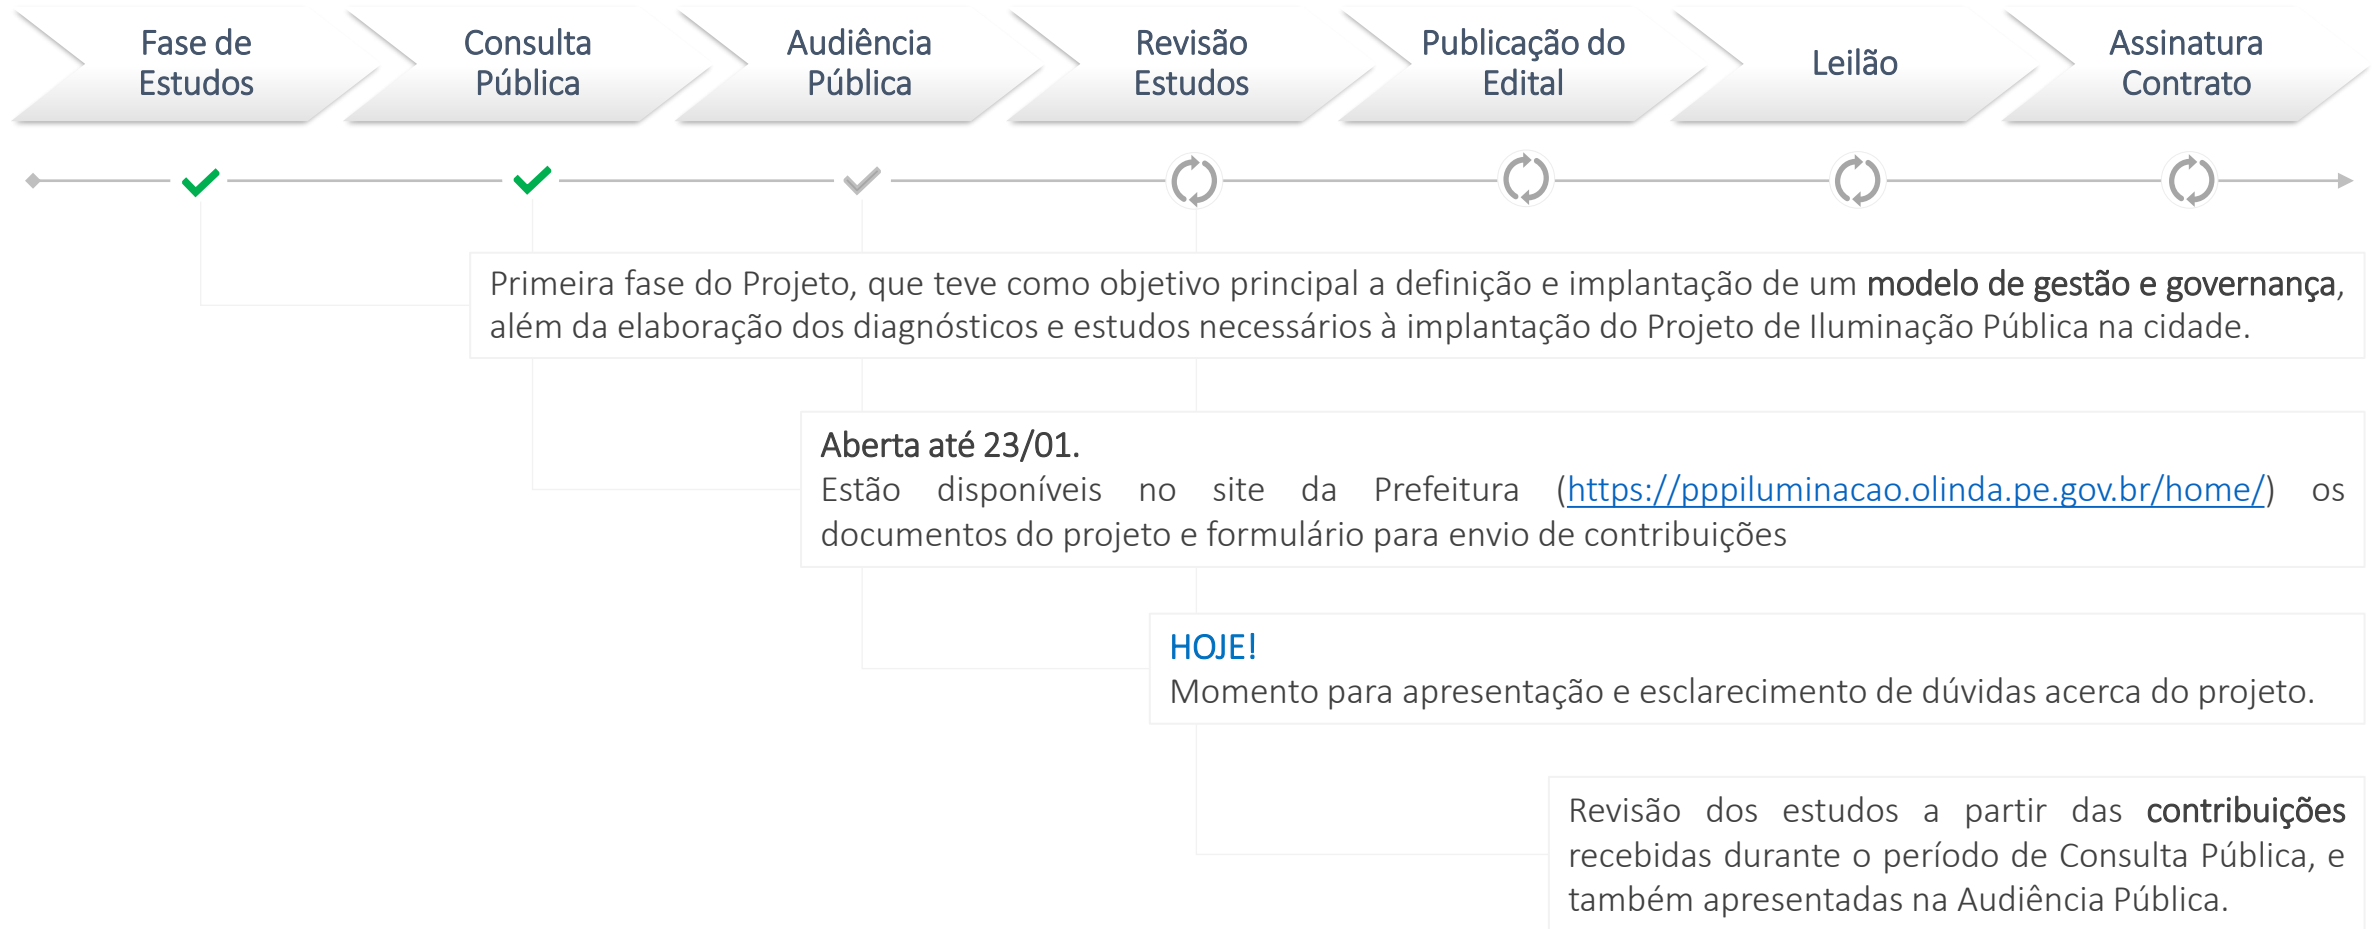 Fase de
Estudos
Consulta
Pública
Audiência
Pública
Revisão
Estudos
Publicação do
Edital
Leilão
Assinatura
Contrato
Primeira fase do Projeto, que teve como objetivo principal a definição e implantação de um modelo de gestão e governança,
além da elaboração dos diagnósticos e estudos necessários à implantação do Projeto de Iluminação Pública na cidade.
Aberta até 23/01.
Estão disponíveis no site da Prefeitura (https://pppiluminacao.olinda.pe.gov.br/home/) os
documentos do projeto e formulário para envio de contribuições
HOJE!
Momento para apresentação e esclarecimento de dúvidas acerca do projeto.
Revisão dos estudos a partir das contribuições
recebidas durante o período de Consulta Pública, e
também apresentadas na Audiência Pública.